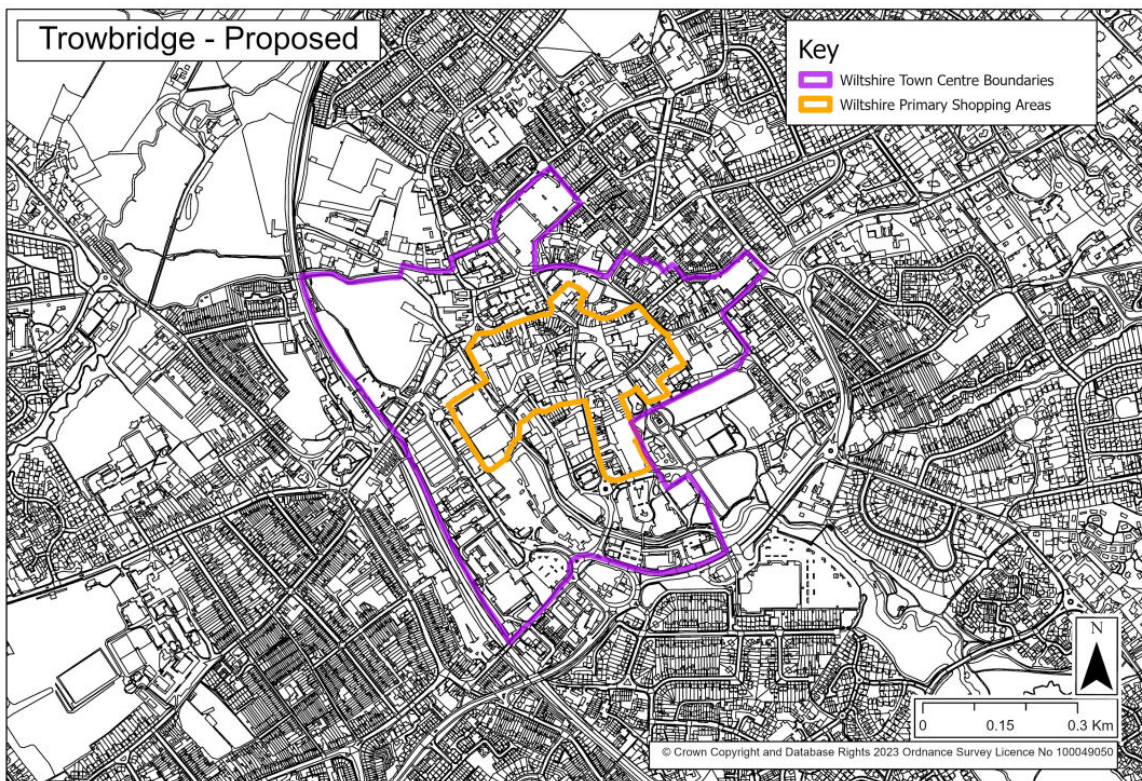 Trowbridge - Proposed
Key
Wiltshire Town Centre Boundaries
Wiltshire Primary Shopping Areas
N
0 0.15 0.3 Km
© Crown Copyright and Database Rights 2023 Ordnance Survey Licence No 100049050